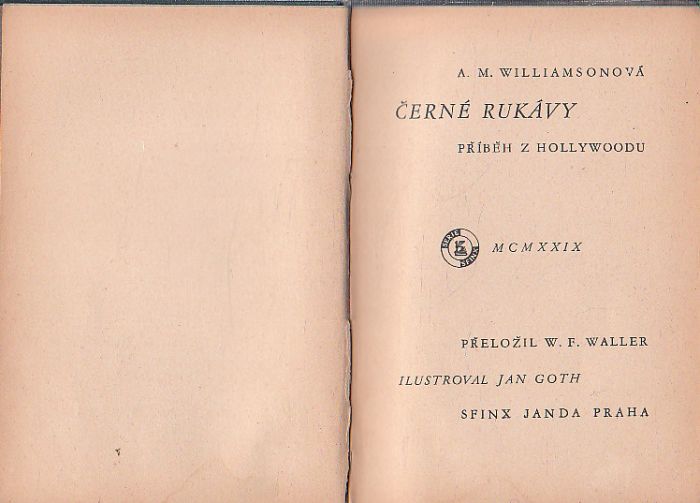 A. M. WILLIAMSONOVÁ
ČERNÉ RUKÁVY
PŘÍBĚH Z HOLLYWOODU
MCMXXIX
PŘELOŽIL W. F. WALLER
ILUSTROVAL JAN GOTH
SFINX JANDA PRAHA